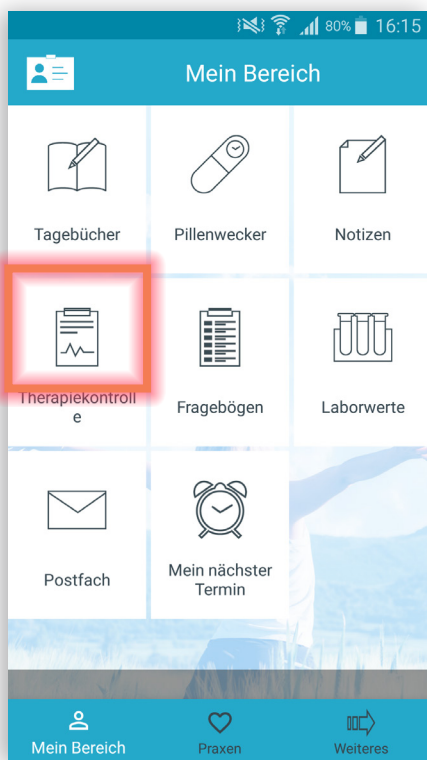 80% 16:15
Mein Bereich
Tagebücher
Pillenwecker
Notizen
Therapiekontroll
e
Fragebögen
Laborwerte
Postfach
Mein nächster
Termin
Mein Bereich
Praxen
Weiteres